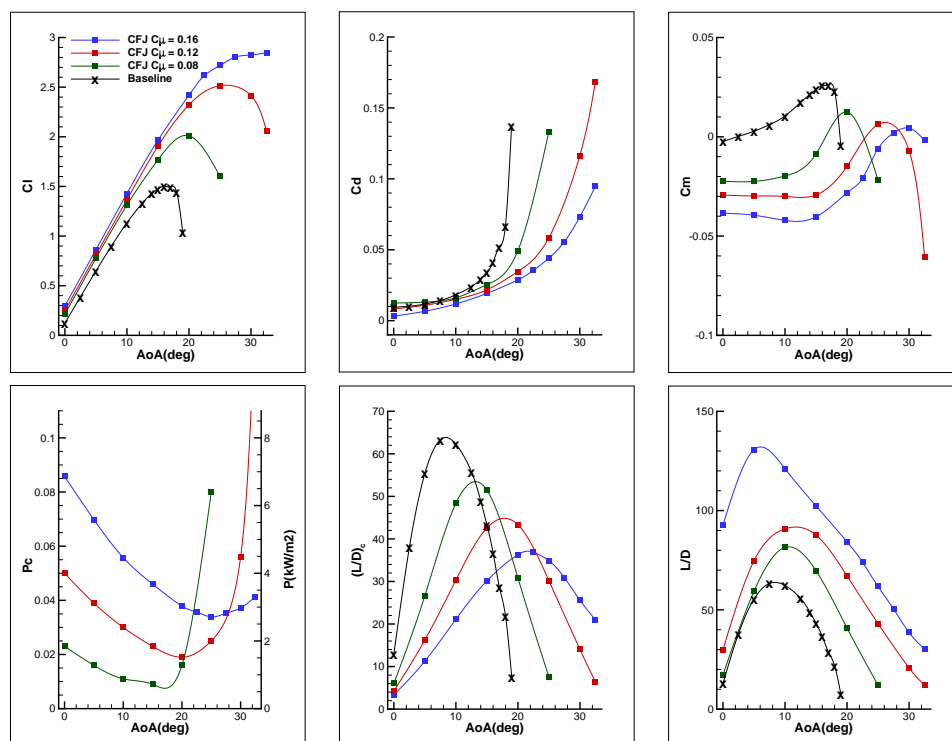 3
2.5
2
1.5
1
0.5
0
Cl
0 10 20 30
AoA(deg)
CFJ Cμ = 0.16
CFJ Cμ = 0.12
CFJ Cμ = 0.08
Baseline
0.2
0.15
0.1
0.05
0
Cd
0 10 20 30
AoA(deg)
0.05
0
-0.05
-0.1
Cm
0 10 20 30
AoA(deg)
0.1
0.08
0.06
0.04
0.02
0
Pc
0 10 20 30
AoA(deg)
8
6
4
2
0
P(kW/m2)
70
60
50
40
30
20
10
0
(L/D)c
0 10 20 30
AoA(deg)
150
100
50
0
L/D
0 10 20 30
AoA(deg)